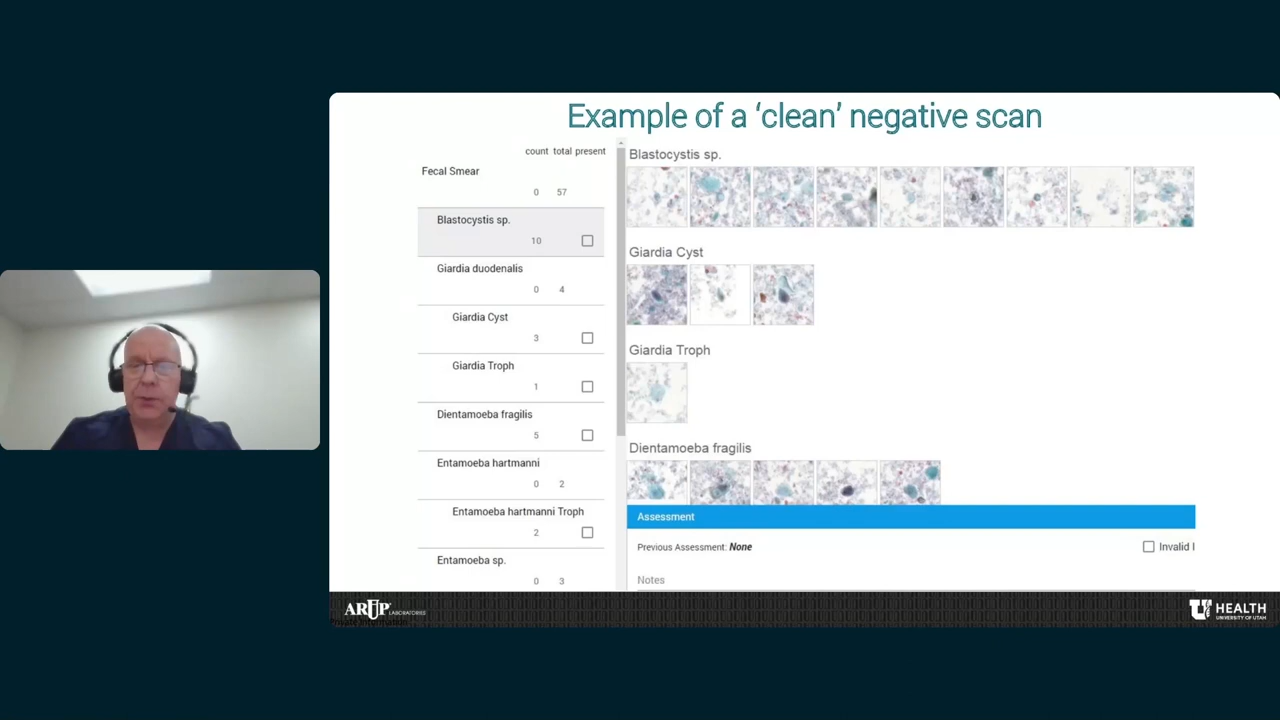 Example of a ‘clean’ negative scan
count total present
Fecal Smear
0 57
Blastocystis sp.
10
Giardia duodenalis
0 4
Giardia Cyst
3
Giardia Troph
1
Dientamoeba fragilis
5
Entamoeba hartmanni
0 2
Entamoeba hartmanni Troph
2
Entamoeba sp.
0 3
Blastocystis sp.
Giardia Cyst
Giardia Troph
Dientamoeba fragilis
Assessment
Previous Assessment: None
Invalid I
Notes
ARUP LABORATORIES
Private Information
U HEALTH
UNIVERSITY OF UTAH